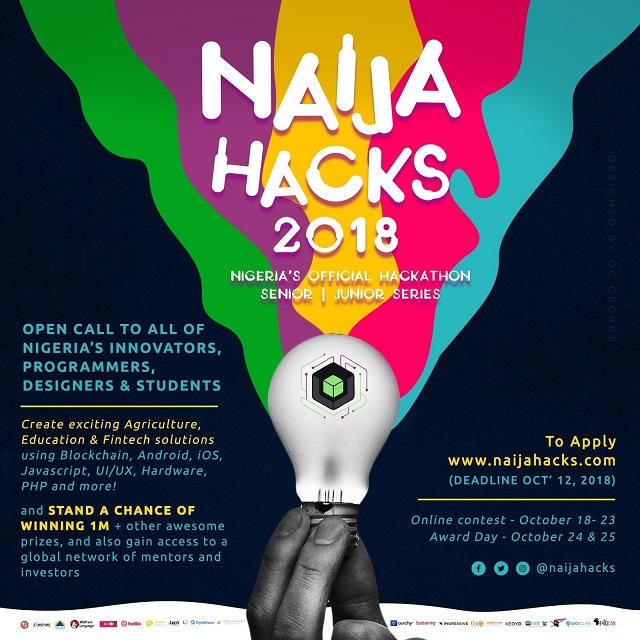 NAIJA
HACKS
2018
NIGERIA'S OFFICIAL HACKATHON
SENIOR | JUNIOR SERIES
DESIGNED BY OC GEORGE
OPEN CALL TO ALL OF
NIGERIA'S INNOVATORS,
PROGRAMMERS,
DESIGNERS & STUDENTS
Create exciting Agriculture,
Education & Fintech solutions
using Blockchain, Android, iOS,
Javascript, UI/UX, Hardware,
PHP and more!
and STAND A CHANCE OF
WINNING 1M + other awesome
prizes, and also gain access to a
global network of mentors and
investors
To Apply
www.naijahacks.com
(DEADLINE OCT' 12, 2018)
Online contest - October 18- 23
Award Day - October 24 & 25
@naijahacks